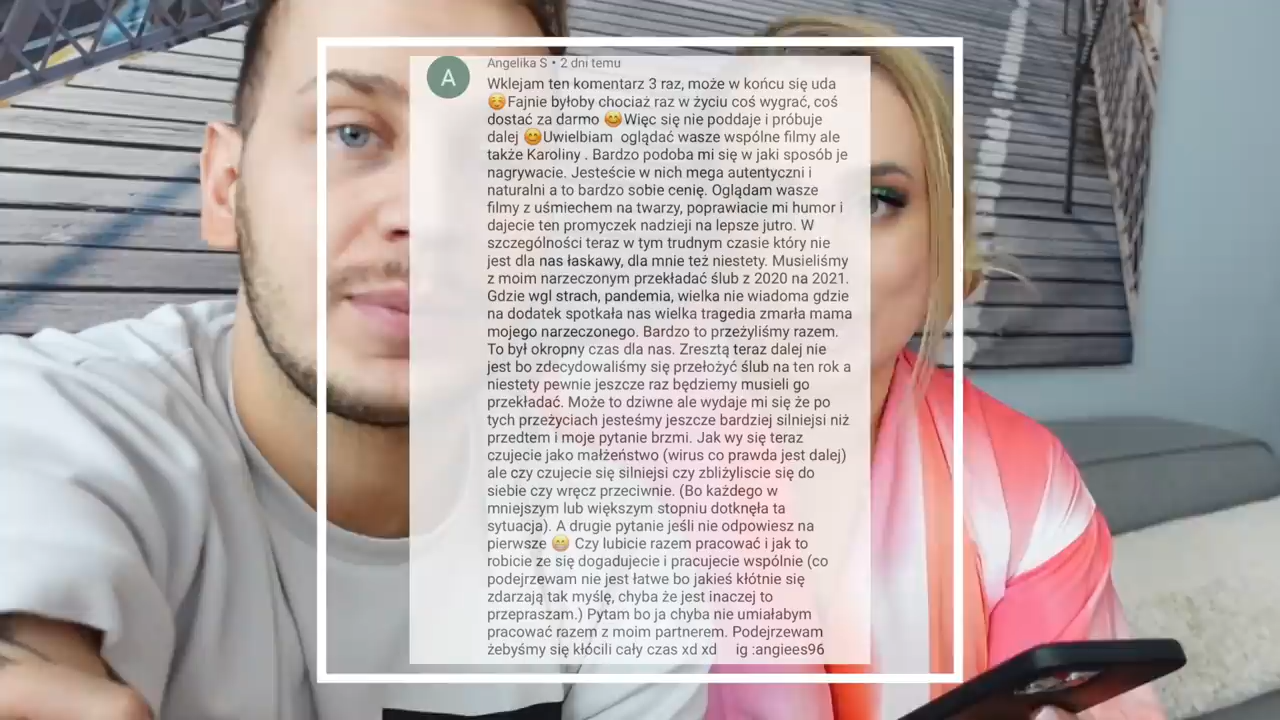 A
Angelika S • 2 dni temu
Wklejam ten komentarz 3 raz, może w końcu się uda
☺️Fajnie byłoby chociaż raz w życiu coś wygrać, coś
dostać za darmo 😊Więc się nie poddaje i próbuje
dalej 😊Uwielbiam  oglądać wasze wspólne filmy ale
także Karoliny . Bardzo podoba mi się w jaki sposób je
nagrywacie. Jesteście w nich mega autentyczni i
naturalni a to bardzo sobie cenię. Oglądam wasze
filmy z uśmiechem na twarzy, poprawiacie mi humor i
dajecie ten promyczek nadzieji na lepsze jutro. W
szczególności teraz w tym trudnym czasie który nie
jest dla nas łaskawy, dla mnie też niestety. Musieliśmy
z moim narzeczonym przekładać ślub z 2020 na 2021.
Gdzie wgl strach, pandemia, wielka nie wiadoma gdzie
na dodatek spotkała nas wielka tragedia zmarła mama
mojego narzeczonego. Bardzo to przeżyliśmy razem.
To był okropny czas dla nas. Zresztą teraz dalej nie
jest bo zdecydowaliśmy się przełożyć ślub na ten rok a
niestety pewnie jeszcze raz będziemy musieli go
przekładać. Może to dziwne ale wydaje mi się że po
tych przeżyciach jesteśmy jeszcze bardziej silniejsi niż
przedtem i moje pytanie brzmi. Jak wy się teraz
czujecie jako małżeństwo (wirus co prawda jest dalej)
ale czy czujecie się silniejsi czy zbliżyliscie się do
siebie czy wręcz przeciwnie. (Bo każdego w
mniejszym lub większym stopniu dotknęła ta
sytuacja). A drugie pytanie jeśli nie odpowiesz na
pierwsze 😁 Czy lubicie razem pracować i jak to
robicie ze się dogadujecie i pracujecie wspólnie (co
podejrzewam nie jest łatwe bo jakieś kłótnie się
zdarzają tak myślę, chyba że jest inaczej to
przepraszam.) Pytam bo ja chyba nie umiałabym
pracować razem z moim partnerem. Podejrzewam
żebyśmy się kłócili cały czas xd xd    ig :angiees96